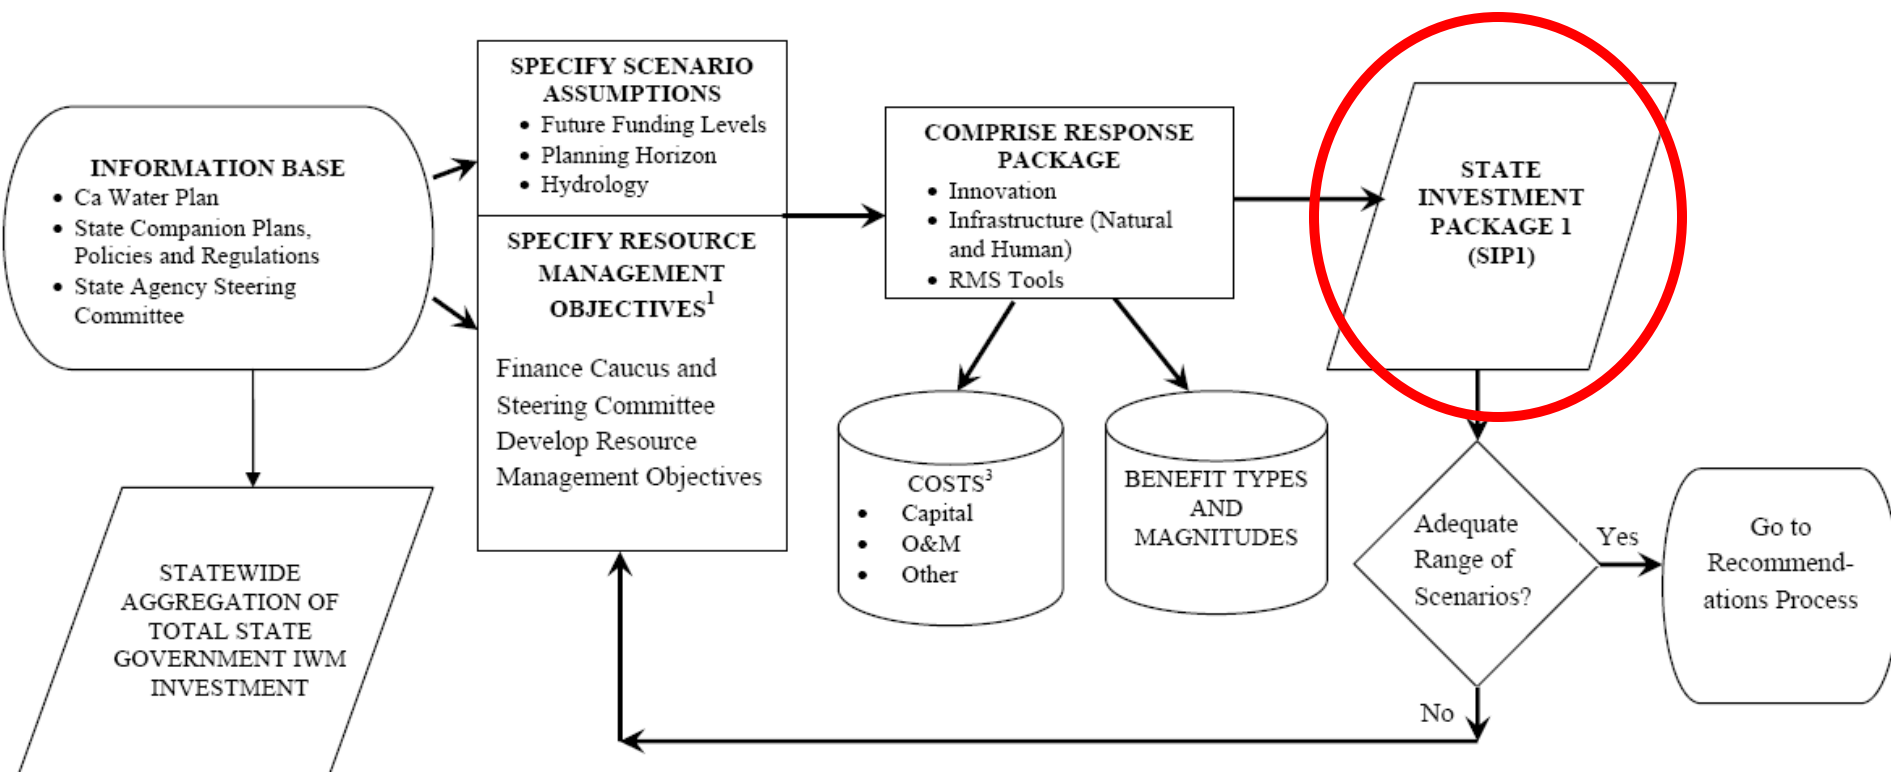 INFORMATION BASE
• Ca Water Plan
• State Companion Plans,
Policies and Regulations
• State Agency Steering
Committee
STATEWIDE
AGGREGATION OF
TOTAL STATE
GOVERNMENT IWM
INVESTMENT
SPECIFY SCENARIO
ASSUMPTIONS
• Future Funding Levels
• Planning Horizon
• Hydrology
SPECIFY RESOURCE
MANAGEMENT
OBJECTIVES¹
Finance Caucus and
Steering Committee
Develop Resource
Management Objectives
COMPRISE RESPONSE
PACKAGE
• Innovation
• Infrastructure (Natural
and Human)
• RMS Tools
COSTS³
• Capital
• O&M
• Other
BENEFIT TYPES
AND
MAGNITUDES
STATE
INVESTMENT
PACKAGE 1
(SIP1)
Adequate
Range of
Scenarios?
Yes
No
Go to
Recommend-
ations Process